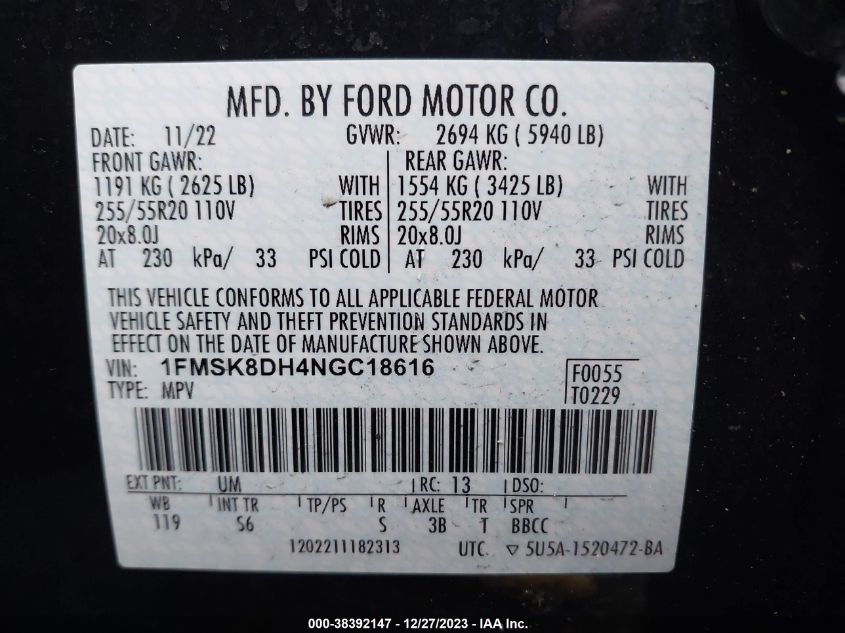 MFD. BY FORD MOTOR CO.
DATE: 11/22 GVWR: 2694 KG ( 5940 LB)
FRONT GAWR: REAR GAWR:
1191 KG ( 2625 LB) WITH 1554 KG ( 3425 LB) WITH
255/55R20 110V TIRES 255/55R20 110V TIRES
20x8.0J RIMS 20x8.0J RIMS
AT 230 kPa/ 33 PSI COLD AT 230 kPa/ 33 PSI COLD
THIS VEHICLE CONFORMS TO ALL APPLICABLE FEDERAL MOTOR
VEHICLE SAFETY AND THEFT PREVENTION STANDARDS IN
EFFECT ON THE DATE OF MANUFACTURE SHOWN ABOVE.
VIN: 1FMSK8DH4NGC18616 F0055
TYPE: MPV T0229
EXT PNT: UM RC: 13 DSO:
WB INT TR TP/PS R AXLE TR SPR
119 S6 S 3B T BBCC
1202211182313 UTC ▽ 5U5A-1520472-BA
000-38392147 - 12/27/2023 - IAA Inc.